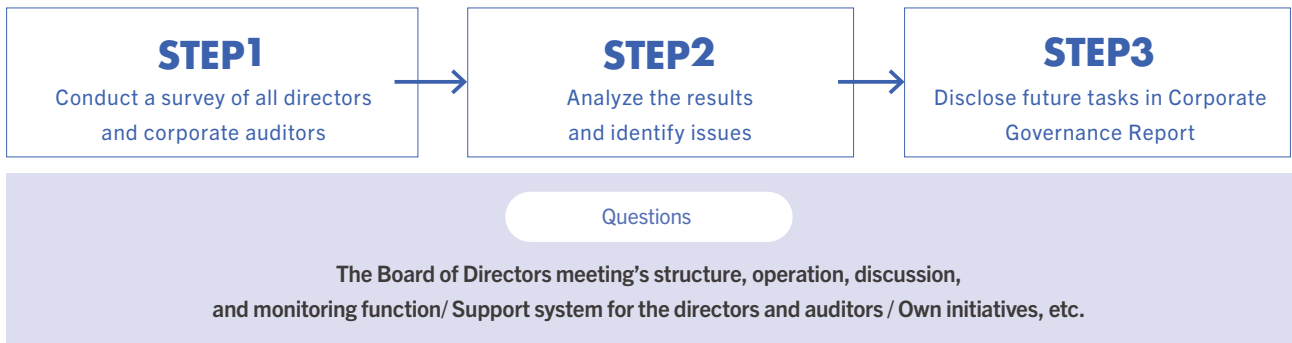 STEP1
Conduct a survey of all directors
and corporate auditors
STEP2
Analyze the results
and identify issues
STEP3
Disclose future tasks in Corporate
Governance Report
Questions
The Board of Directors meeting’s structure, operation, discussion,
and monitoring function/ Support system for the directors and auditors / Own initiatives, etc.